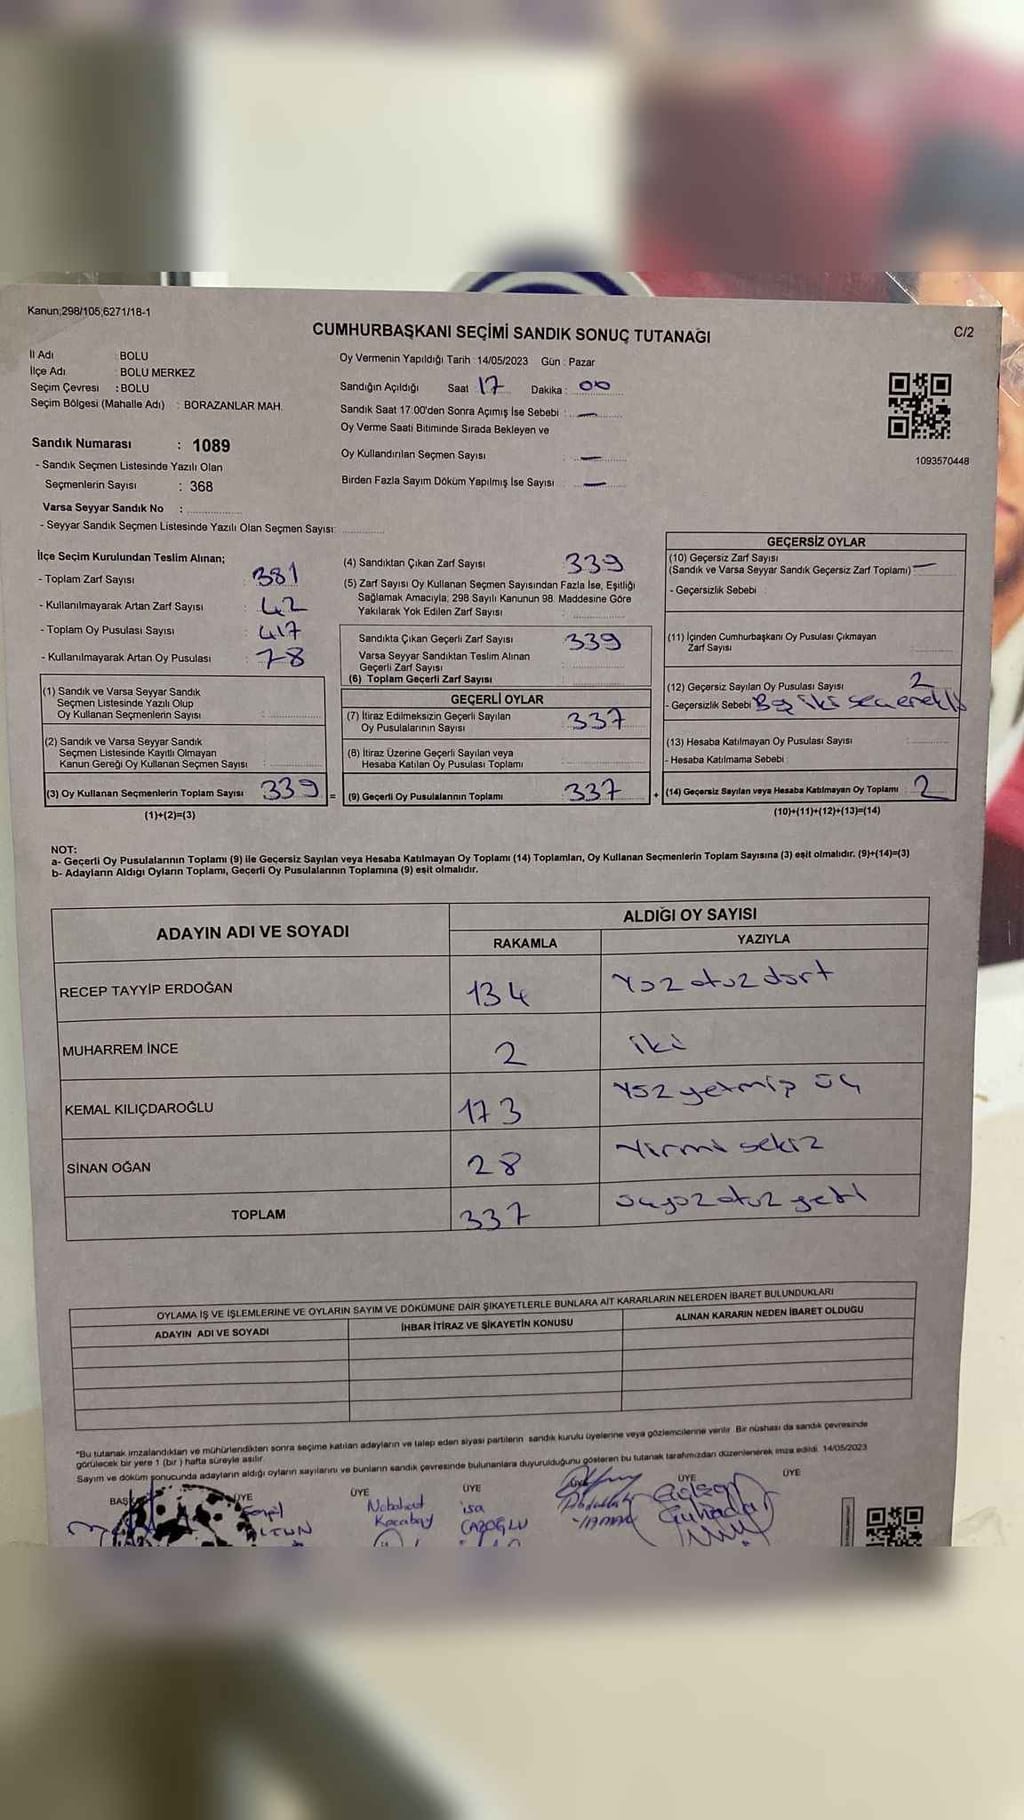 Kanun;298/105,6271/18-1
CUMHURBAŞKANI SEÇİMİ SANDIK SONUÇ TUTANAĞI
C/2
İl Adı : BOLU
İlçe Adı : BOLU MERKEZ
Seçim Çevresi : BOLU
Seçim Bölgesi (Mahalle Adı) : BORAZANLAR MAH.
Sandık Numarası : 1089
- Sandık Seçmen Listesinde Yazılı Olan
Seçmenlerin Sayısı : 368
Varsa Seyyar Sandık No :
- Seyyar Sandık Seçmen Listesinde Yazılı Olan Seçmen Sayısı:
Oy Vermenin Yapıldığı Tarih : 14/05/2023 Gün : Pazar
Sandığın Açıldığı Saat 17 Dakika : 00
Sandık Saat 17:00'den Sonra Açımış İse Sebebi : —
Oy Verme Saati Bitiminde Sırada Bekleyen ve
Oy Kullandırılan Seçmen Sayısı : —
Birden Fazla Sayım Döküm Yapılmış İse Sayısı : —
1093570448
İlçe Seçim Kurulundan Teslim Alınan;
- Toplam Zarf Sayısı : 381
- Kullanılmayarak Artan Zarf Sayısı : 42
- Toplam Oy Pusulası Sayısı : 417
- Kullanılmayarak Artan Oy Pusulası : 78
(1) Sandık ve Varsa Seyyar Sandık
Seçmen Listesinde Yazılı Olup
Oy Kullanan Seçmenlerin Sayısı :
(2) Sandık ve Varsa Seyyar Sandık
Seçmen Listesinde Kayıtlı Olmayan
Kanun Gereği Oy Kullanan Seçmen Sayısı :
(3) Oy Kullanan Seçmenlerin Toplam Sayısı 339 =
(1)+(2)=(3)
(4) Sandıktan Çıkan Zarf Sayısı : 339
(5) Zarf Sayısı Oy Kullanan Seçmen Sayısından Fazla İse, Eşitliği
Sağlamak Amacıyla; 298 Sayılı Kanunun 98. Maddesine Göre
Yakılarak Yok Edilen Zarf Sayısı :
Sandıkta Çıkan Geçerli Zarf Sayısı : 339
Varsa Seyyar Sandıktan Teslim Alınan
Geçerli Zarf Sayısı :
(6) Toplam Geçerli Zarf Sayısı :
GEÇERLİ OYLAR
(7) İtiraz Edilmeksizin Geçerli Sayılan
Oy Pusulalarının Sayısı : 337
(8) İtiraz Üzerine Geçerli Sayılan veya
Hesaba Katılan Oy Pusulası Toplamı :
(9) Geçerli Oy Pusulalarının Toplamı : 337 +
GEÇERSİZ OYLAR
(10) Geçersiz Zarf Sayısı
(Sandık ve Varsa Seyyar Sandık Geçersiz Zarf Toplamı) : —
- Geçersizlik Sebebi :
(11) İçinden Cumhurbaşkanı Oy Pusulası Çıkmayan
Zarf Sayısı :
(12) Geçersiz Sayılan Oy Pusulası Sayısı : 2
- Geçersizlik Sebebi
(13) Hesaba Katılmayan Oy Pusulası Sayısı :
- Hesaba Katılmama Sebebi :
(14) Geçersiz Sayılan veya Hesaba Katılmayan Oy Toplamı : 2
(10)+(11)+(12)+(13)=(14)
NOT:
a- Geçerli Oy Pusulalarının Toplamı (9) ile Geçersiz Sayılan veya Hesaba Katılmayan Oy Toplamı (14) Toplamları, Oy Kullanan Seçmenlerin Toplam Sayısına (3) eşit olmalıdır. (9)+(14)=(3)
b- Adayların Aldığı Oyların Toplamı, Geçerli Oy Pusulalarının Toplamına (9) eşit olmalıdır.
ADAYIN ADI VE SOYADI
ALDIĞI OY SAYISI
RAKAMLA YAZIYLA
RECEP TAYYİP ERDOĞAN 134 Yüz otuz dört
MUHARREM İNCE 2 iki
KEMAL KILIÇDAROĞLU 173 Yüz yetmiş üç
SİNAN OĞAN 28 Yirmi sekiz
TOPLAM 337 üçyüz otuz yedi
OYLAMA İŞ VE İŞLEMLERİNE VE OYLARIN SAYIM VE DÖKÜMÜNE DAİR ŞİKAYETLERLE BUNLARA AİT KARARLARIN NELERDEN İBARET BULUNDUKLARI
ADAYIN ADI VE SOYADI İHBAR İTİRAZ VE ŞİKAYETİN KONUSU ALINAN KARARIN NEDEN İBARET OLDUĞU
*Bu tutanak imzalandıktan ve mühürlendikten sonra seçime katılan adayların ve talep eden siyasi partilerin sandık kurulu üyelerine veya gözlemcilerine verilir. Bir nüshası da sandık çevresinde
görülecek bir yere 1 (bir) hafta süreyle asılır.
Sayım ve döküm sonucunda adayların aldığı oyların sayılarını ve bunların sandık çevresinde bulunanlara duyurulduğunu gösteren bu tutanak tarafımızdan düzenlenerek imza edildi. 14/05/2023
ÜYE ÜYE ÜYE ÜYE ÜYE
isa